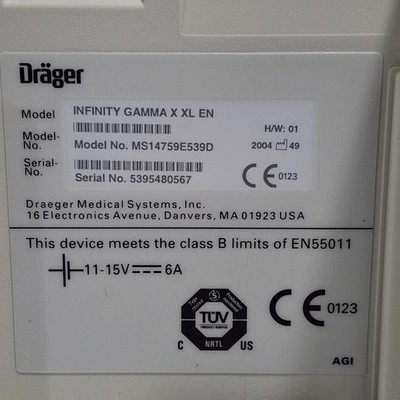 Dräger
Model INFINITY GAMMA X XL EN
H/W: 01
Model-No. Model No. MS14759E539D 2004 49
Serial-No. Serial No. 5395480567 CE 0123
Draeger Medical Systems, Inc.
16 Electronics Avenue, Danvers, MA 01923 USA
This device meets the class B limits of EN55011
11-15V 6A
TÜV
PRODUCT SERVICE
CE 0123
C NRTL US
AGI